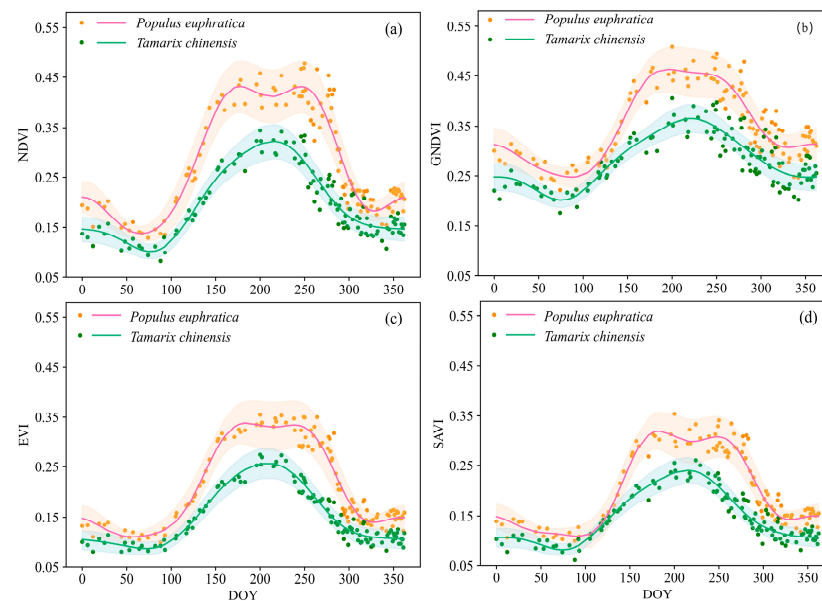 0.55
Populus euphratica
(a)
Tamarix chinensis
0.45
0.35
NDVI
0.25
0.15
0.05
0 50 100 150 200 250 300 350
0.55
Populus euphratica
(b)
Tamarix chinensis
0.45
0.35
GNDVI
0.25
0.15
0.05
0 50 100 150 200 250 300 350
0.55
Populus euphratica
(c)
Tamarix chinensis
0.45
0.35
EVI
0.25
0.15
0.05
0 50 100 150 200 250 300 350
DOY
0.55
Populus euphratica
(d)
Tamarix chinensis
0.45
0.35
SAVI
0.25
0.15
0.05
0 50 100 150 200 250 300 350
DOY